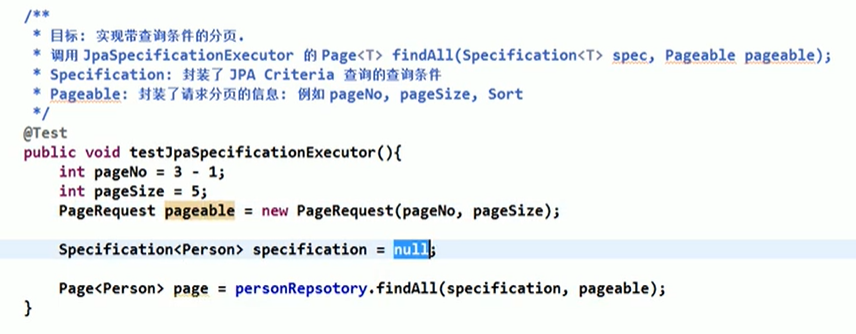 /**
 * 目标: 实现带查询条件的分页.
 * 调用 JpaSpecificationExecutor 的 Page<T> findAll(Specification<T> spec, Pageable pageable);
 * Specification: 封装了 JPA Criteria 查询的查询条件
 * Pageable: 封装了请求分页的信息: 例如 pageNo, pageSize, Sort
 */
@Test
public void testJpaSpecificationExecutor(){
    int pageNo = 3 - 1;
    int pageSize = 5;
    PageRequest pageable = new PageRequest(pageNo, pageSize);
    Specification<Person> specification = null;
    Page<Person> page = personRepsotory.findAll(specification, pageable);
}